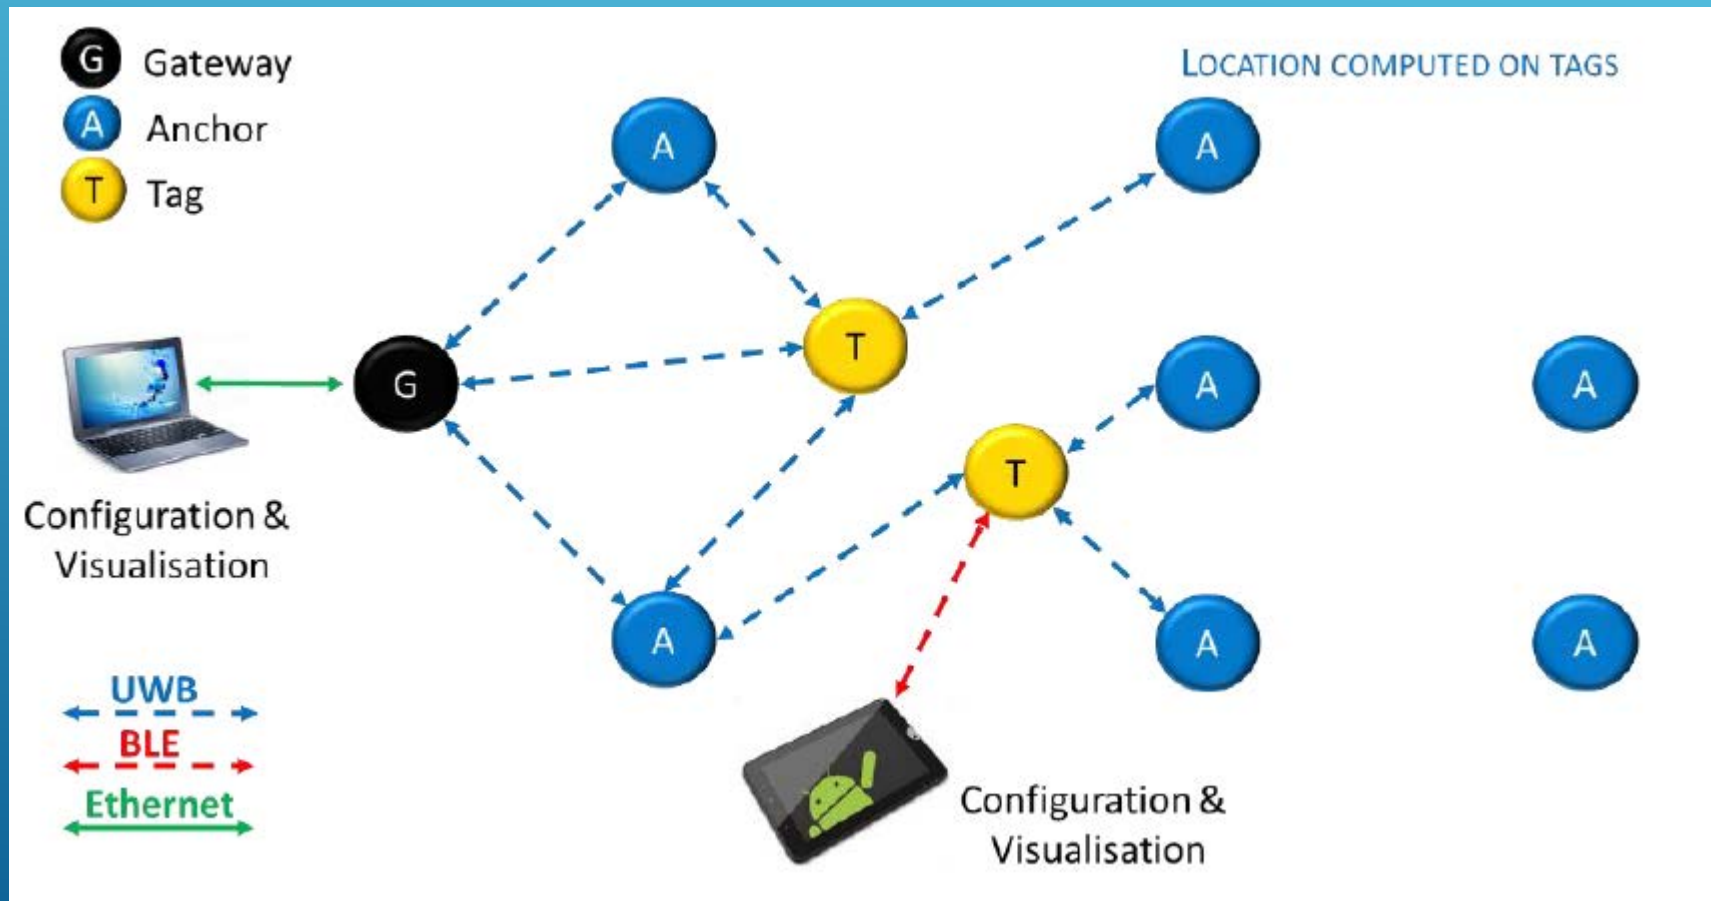 G Gateway
A Anchor
T Tag
LOCATION COMPUTED ON TAGS
A
A
T
G
A
A
T
Configuration &
Visualisation
A
A
A
UWB
BLE
Ethernet
Configuration &
Visualisation